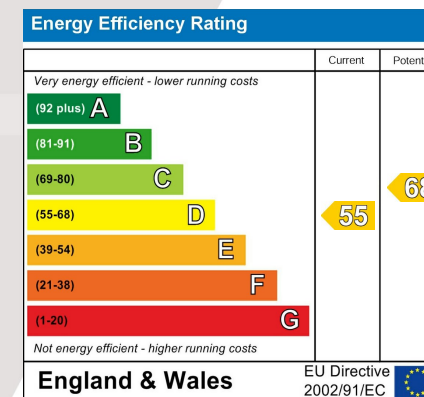 Energy Efficiency Rating
Current Potent
Very energy efficient - lower running costs
(92 plus) A
(81-91) B
(69-80) C
68
(55-68) D
55
(39-54) E
(21-38) F
(1-20) G
Not energy efficient - higher running costs
England & Wales
EU Directive
2002/91/EC